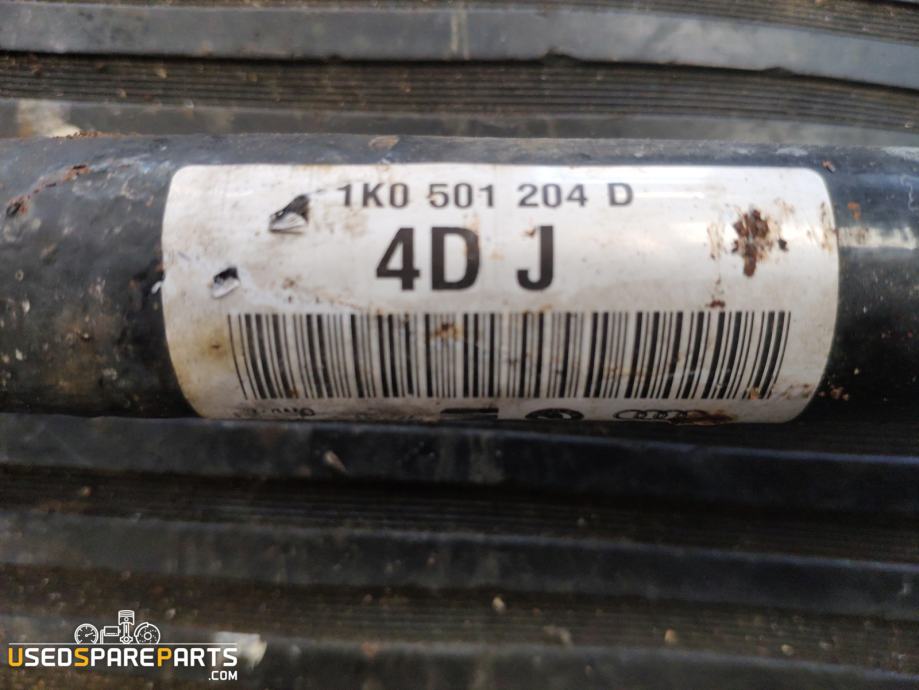 1K0 501 204 D
4D J
USEDSPAREPARTS
.COM